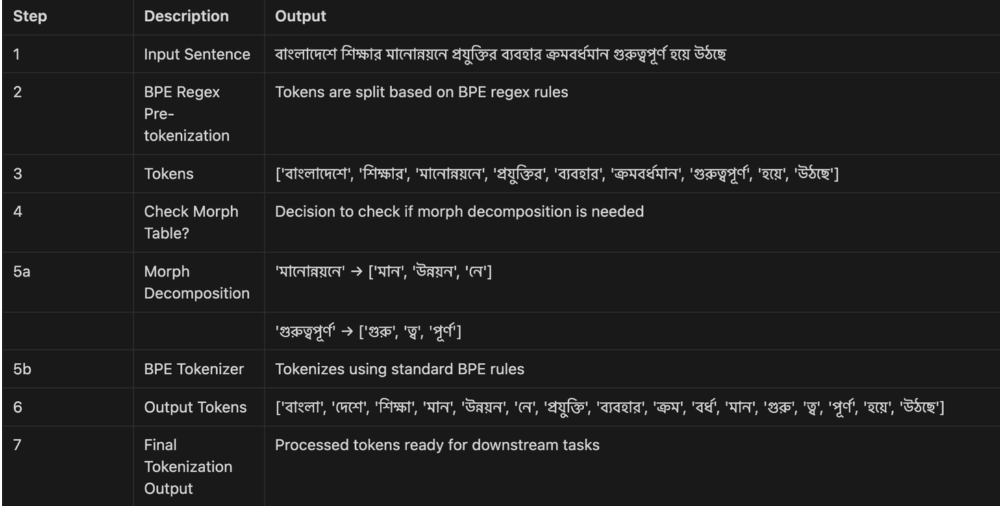 Step Description Output
1 Input Sentence বাংলাদেশে শিক্ষার মানোন্নয়নে প্রযুক্তির ব্যবহার ক্রমবর্ধমান গুরুত্বপূর্ণ হয়ে উঠছে
2 BPE Regex Tokens are split based on BPE regex rules
Pre-
tokenization
3 Tokens ['বাংলাদেশে', 'শিক্ষার', 'মানোন্নয়নে', 'প্রযুক্তির', 'ব্যবহার', 'ক্রমবর্ধমান', 'গুরুত্বপূর্ণ', 'হয়ে', 'উঠছে']
4 Check Morph Decision to check if morph decomposition is needed
Table?
5a Morph 'মানোন্নয়নে' → ['মান', 'উন্নয়ন', 'নে']
Decomposition
'গুরুত্বপূর্ণ' → ['গুরু', 'ত্ব', 'পূর্ণ']
5b BPE Tokenizer Tokenizes using standard BPE rules
6 Output Tokens ['বাংলা', 'দেশে', 'শিক্ষা', 'মান', 'উন্নয়ন', 'নে', 'প্রযুক্তি', 'ব্যবহার', 'ক্রম', 'বর্ধ', 'মান', 'গুরু', 'ত্ব', 'পূর্ণ', 'হয়ে', 'উঠছে']
7 Final Processed tokens ready for downstream tasks
Tokenization
Output